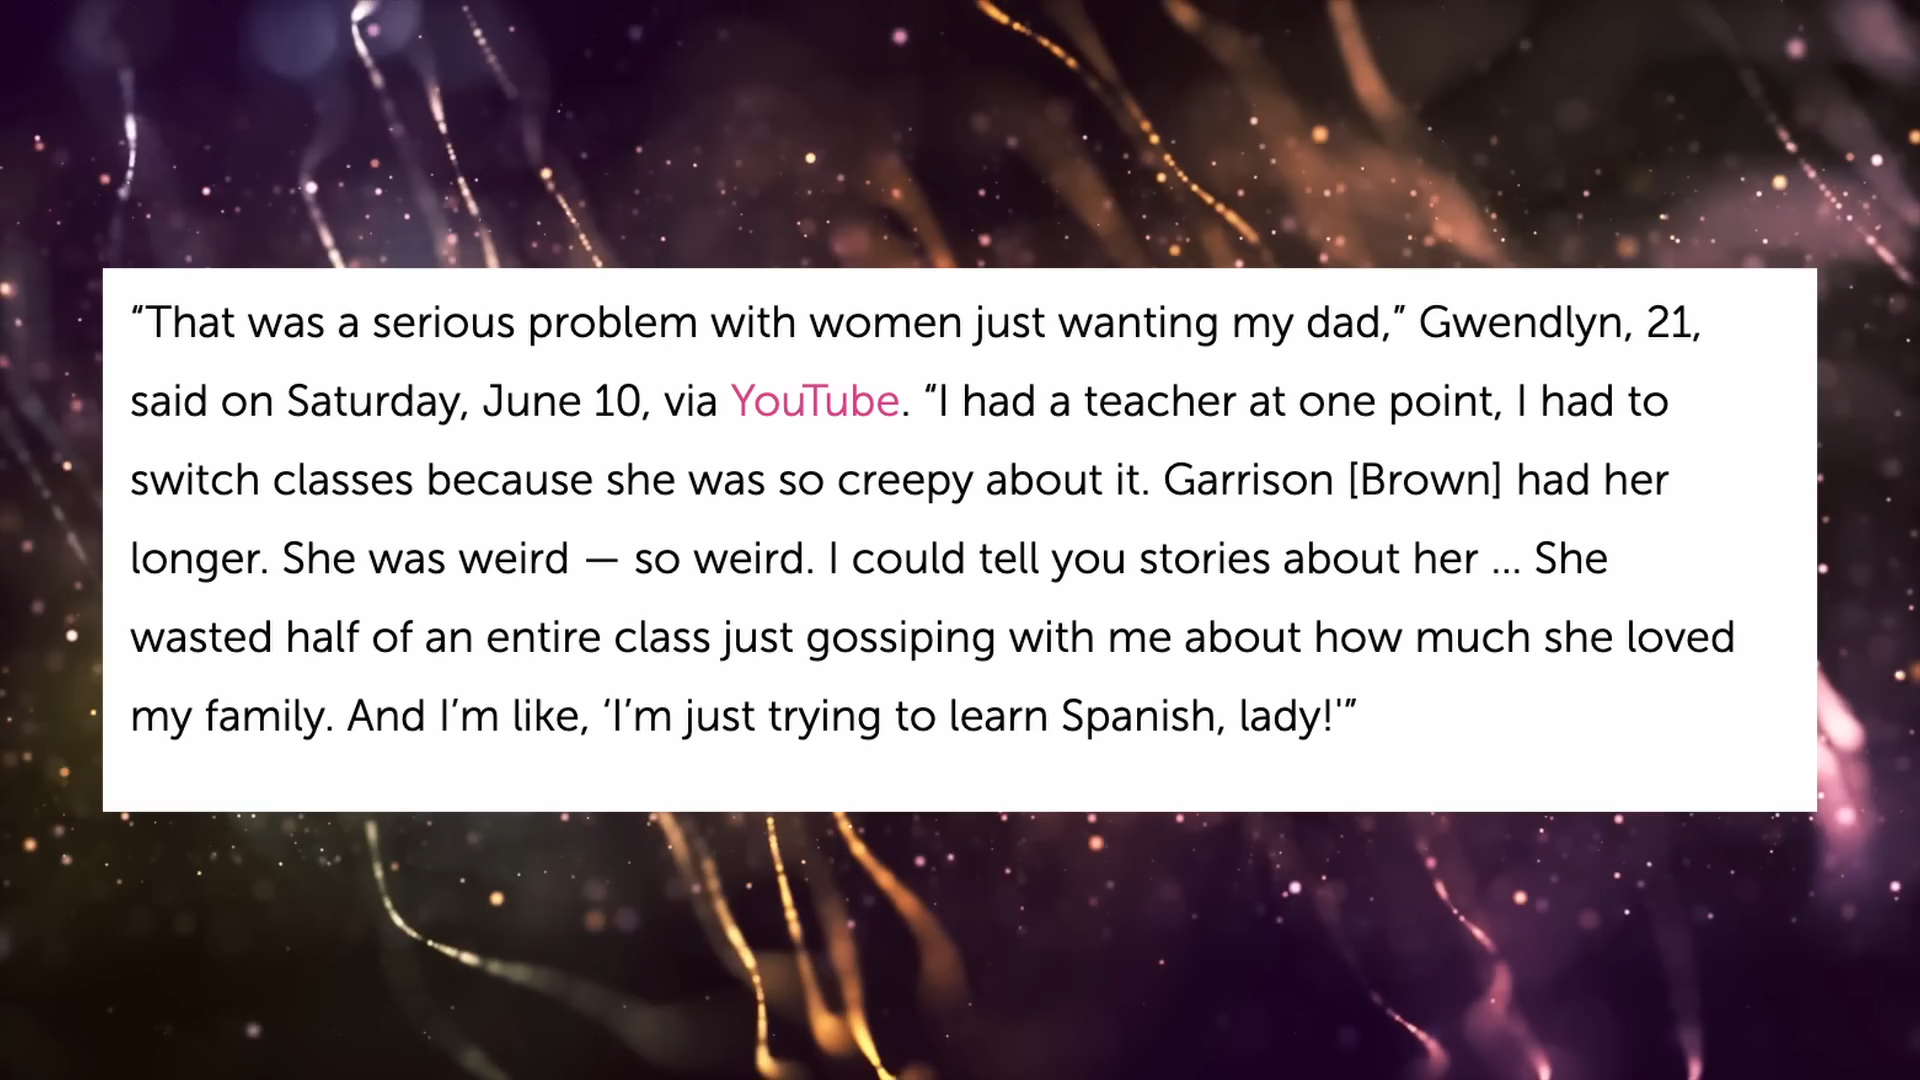 “That was a serious problem with women just wanting my dad,” Gwendlyn, 21,
said on Saturday, June 10, via YouTube. “I had a teacher at one point, I had to
switch classes because she was so creepy about it. Garrison [Brown] had her
longer. She was weird — so weird. I could tell you stories about her … She
wasted half of an entire class just gossiping with me about how much she loved
my family. And I’m like, ‘I’m just trying to learn Spanish, lady!'”